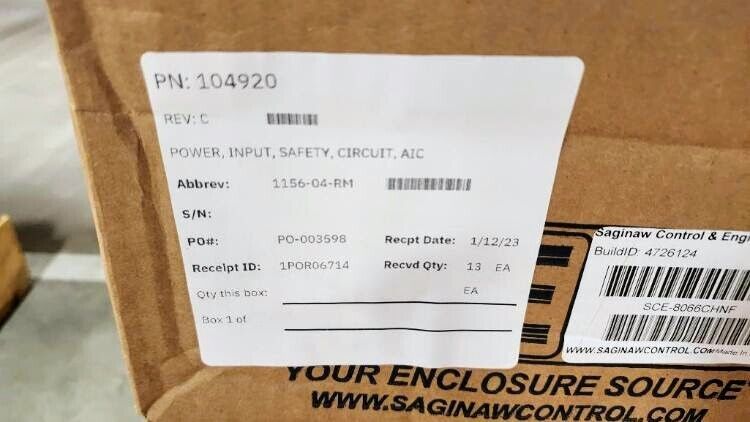 PN: 104920
REV: C
POWER, INPUT, SAFETY, CIRCUIT, AIC
Abbrev: 1156-04-RM
S/N:
PO#: PO-003598 Recpt Date: 1/12/23
Receipt ID: 1POR06714 Recvd Qty: 13 EA
Qty this box: EA
Box 1 of
Saginaw Control & Engi
BuildID: 4726124
SCE-8066CHNF
WWW.SAGINAWCONTROL.COM Made In
YOUR ENCLOSURE SOURCE
WWW.SAGINAWCONTROL.COM